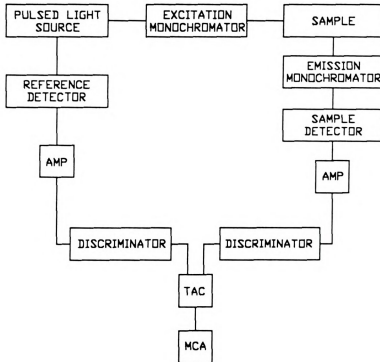 PULSED LIGHT
SOURCE
EXCITATION
MONOCHROMATOR
SAMPLE
EMISSION
MONOCHROMATOR
REFERENCE
DETECTOR
SAMPLE
DETECTOR
AMP
AMP
DISCRIMINATOR
DISCRIMINATOR
TAC
MCA